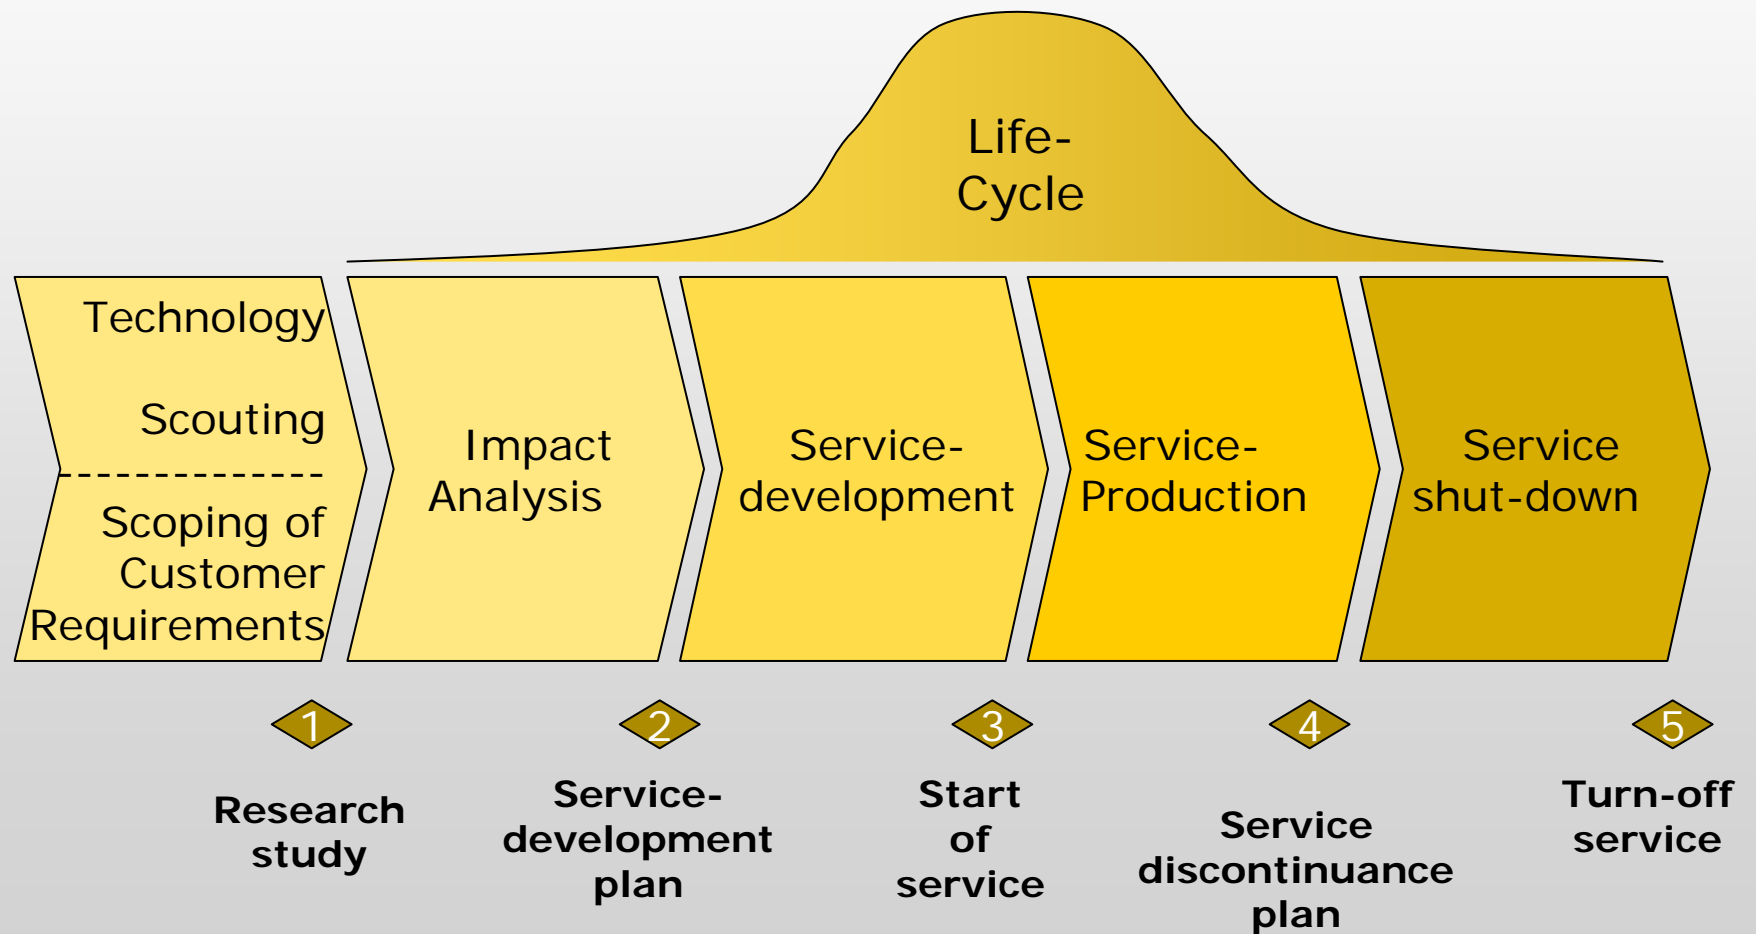 Life-
Cycle
Technology
Scouting
Scoping of
Customer
Requirements
Impact
Analysis
Service-
development
Service-
Production
Service
shut-down
1
Research
study
2
Service-
development
plan
3
Start
of
service
4
Service
discontinuance
plan
5
Turn-off
service